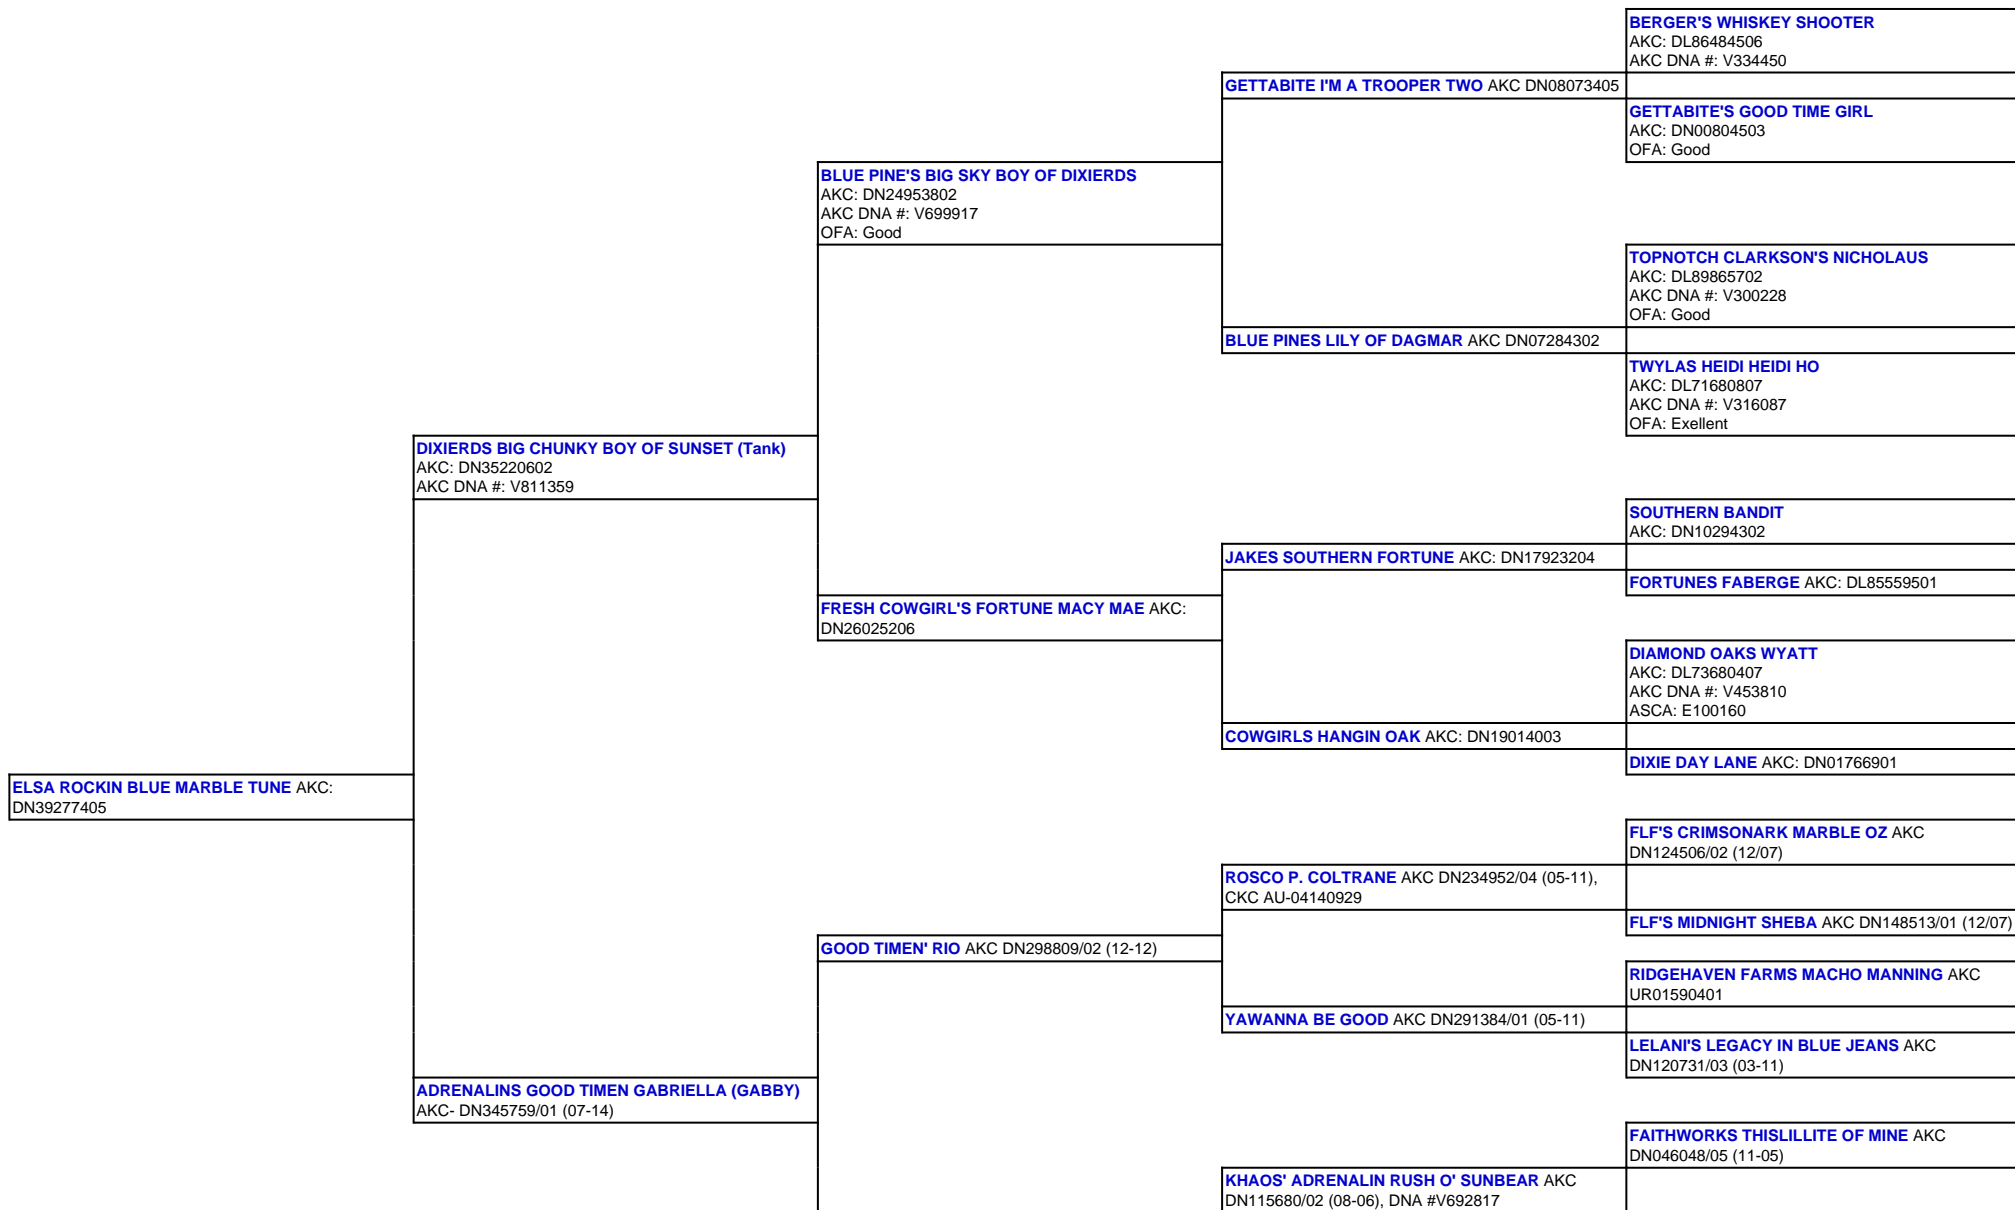 BERGER'S WHISKEY SHOOTER
AKC: DL86484506
AKC DNA #: V334450
GETTABITE I'M A TROOPER TWO AKC DN08073405
GETTABITE'S GOOD TIME GIRL
AKC: DN00804503
OFA: Good
BLUE PINE'S BIG SKY BOY OF DIXIERDS
AKC: DN24953802
AKC DNA #: V699917
OFA: Good
TOPNOTCH CLARKSON'S NICHOLAUS
AKC: DL89865702
AKC DNA #: V300228
OFA: Good
BLUE PINES LILY OF DAGMAR AKC DN07284302
TWYLAS HEIDI HEIDI HO
AKC: DL71680807
AKC DNA #: V316087
OFA: Exellent
DIXIERDS BIG CHUNKY BOY OF SUNSET (Tank)
AKC: DN35220602
AKC DNA #: V811359
SOUTHERN BANDIT
AKC: DN10294302
JAKES SOUTHERN FORTUNE AKC: DN17923204
FORTUNES FABERGE AKC: DL85559501
FRESH COWGIRL'S FORTUNE MACY MAE AKC:
DN26025206
DIAMOND OAKS WYATT
AKC: DL73680407
AKC DNA #: V453810
ASCA: E100160
COWGIRLS HANGIN OAK AKC: DN19014003
DIXIE DAY LANE AKC: DN01766901
ELSA ROCKIN BLUE MARBLE TUNE AKC:
DN39277405
FLF'S CRIMSONARK MARBLE OZ AKC
DN124506/02 (12/07)
ROSCO P. COLTRANE AKC DN234952/04 (05-11),
CKC AU-04140929
FLF'S MIDNIGHT SHEBA AKC DN148513/01 (12/07)
GOOD TIMEN' RIO AKC DN298809/02 (12-12)
RIDGEHAVEN FARMS MACHO MANNING AKC
UR01590401
YAWANNA BE GOOD AKC DN291384/01 (05-11)
LELANI'S LEGACY IN BLUE JEANS AKC
DN120731/03 (03-11)
ADRENALINS GOOD TIMEN GABRIELLA (GABBY)
AKC- DN345759/01 (07-14)
FAITHWORKS THISLILLITE OF MINE AKC
DN046048/05 (11-05)
KHAOS' ADRENALIN RUSH O' SUNBEAR AKC
DN115680/02 (08-06), DNA #V692817